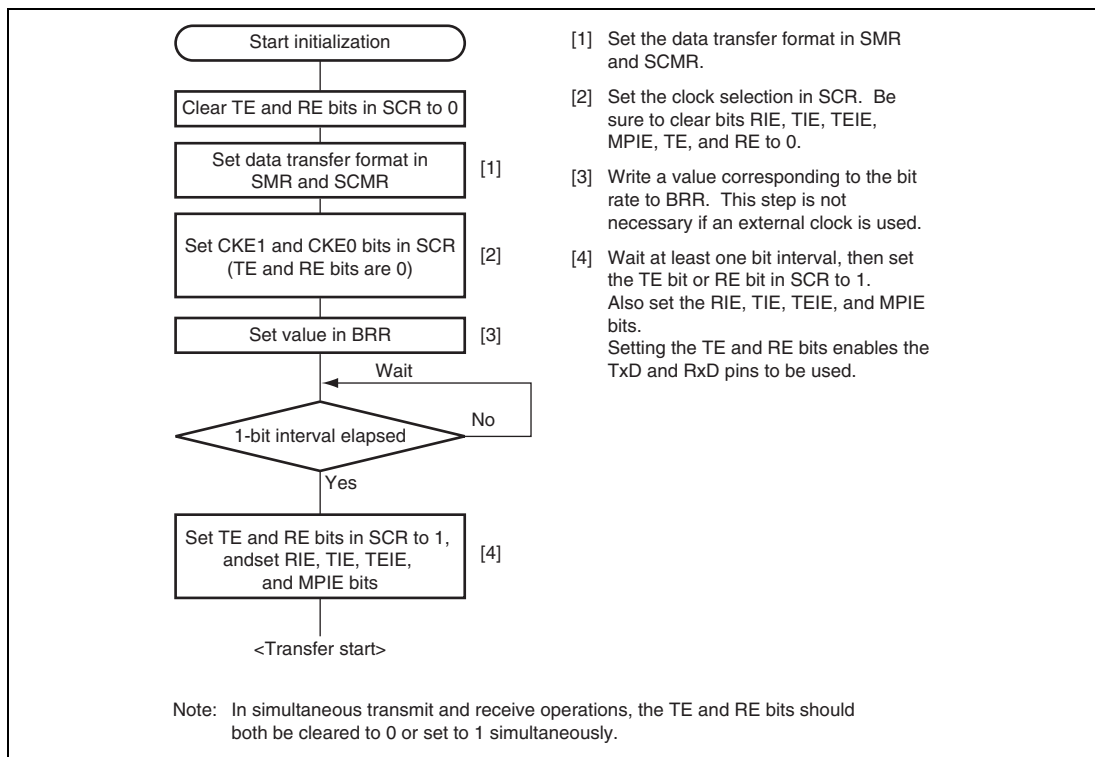 Start initialization
Clear TE and RE bits in SCR to 0
Set data transfer format in
SMR and SCMR
[1]
Set CKE1 and CKE0 bits in SCR
(TE and RE bits are 0)
[2]
Set value in BRR
[3]
Wait
No
1-bit interval elapsed
Yes
Set TE and RE bits in SCR to 1,
andset RIE, TIE, TEIE,
and MPIE bits
[4]
<Transfer start>
[1] Set the data transfer format in SMR
and SCMR.
[2] Set the clock selection in SCR. Be
sure to clear bits RIE, TIE, TEIE,
MPIE, TE, and RE to 0.
[3] Write a value corresponding to the bit
rate to BRR. This step is not
necessary if an external clock is used.
[4] Wait at least one bit interval, then set
the TE bit or RE bit in SCR to 1.
Also set the RIE, TIE, TEIE, and MPIE
bits.
Setting the TE and RE bits enables the
TxD and RxD pins to be used.
Note: In simultaneous transmit and receive operations, the TE and RE bits should
both be cleared to 0 or set to 1 simultaneously.